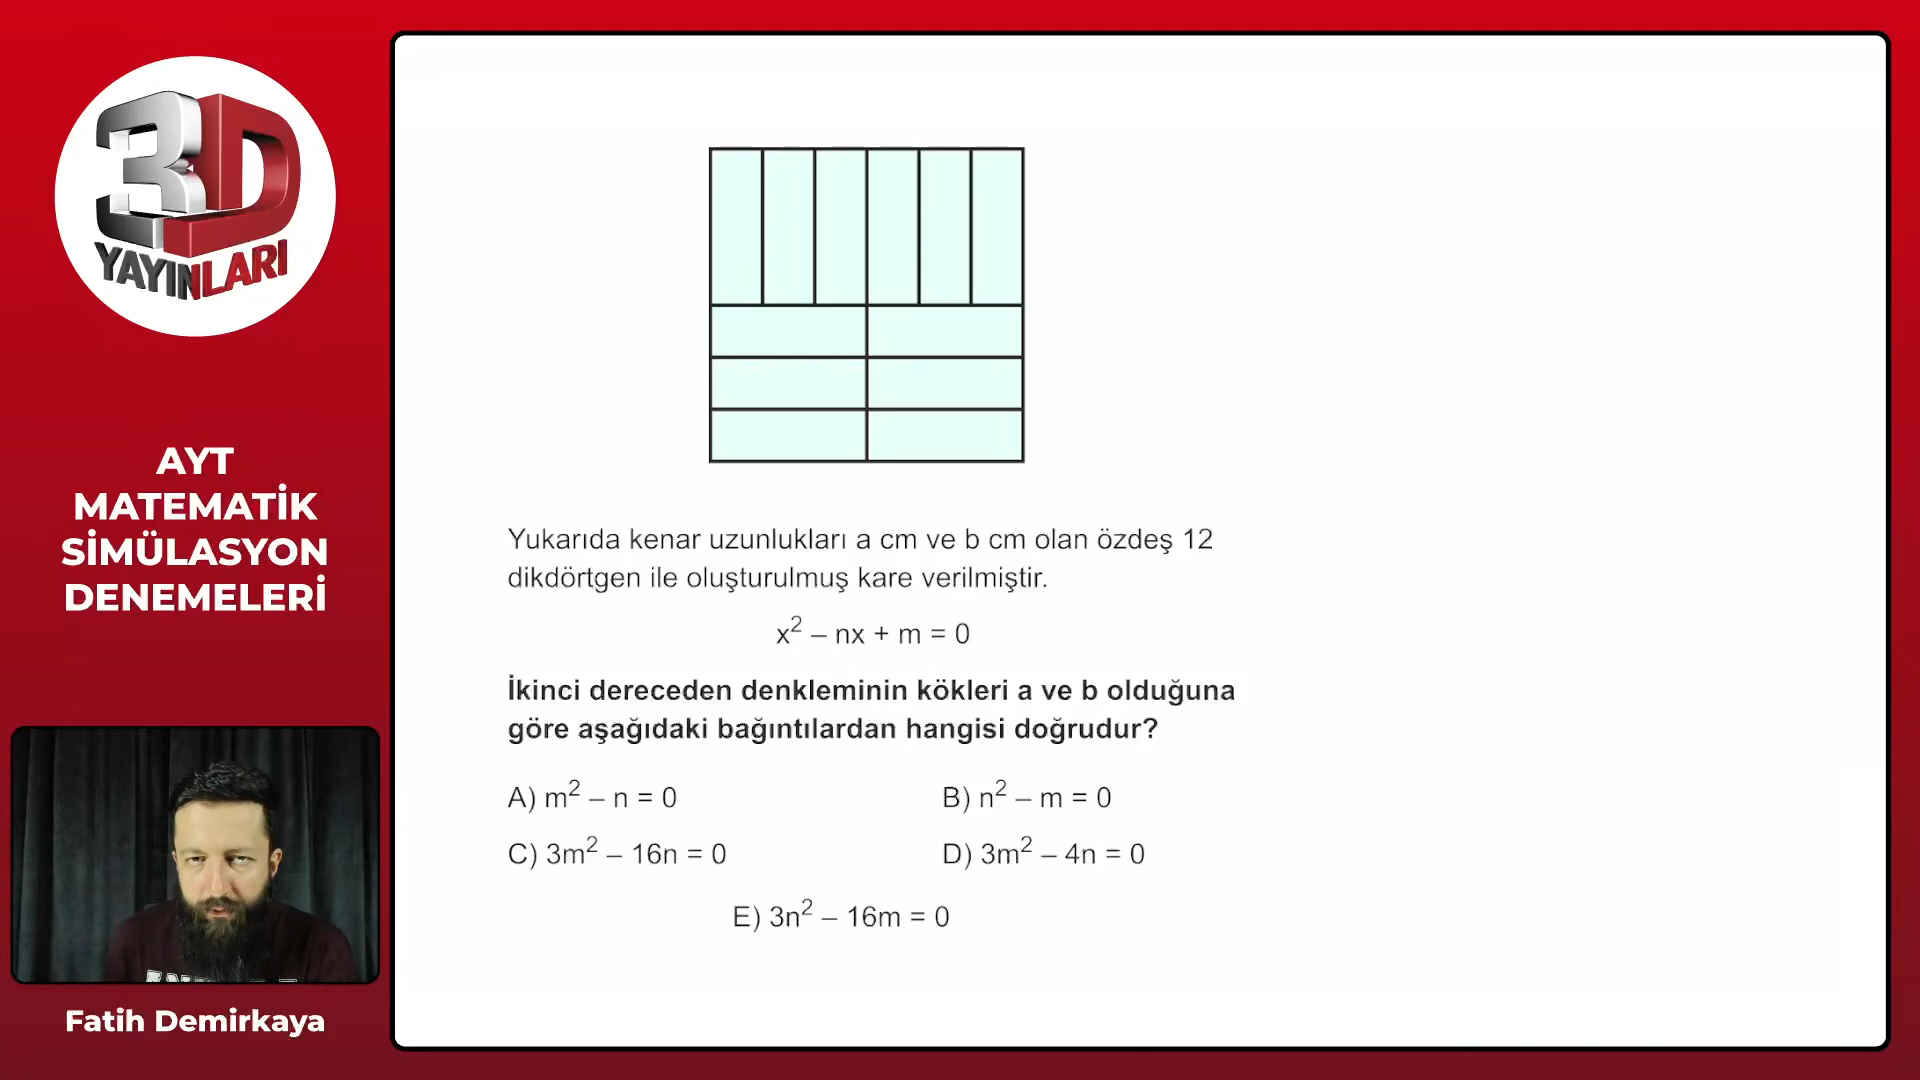 3D
YAYINLARI
AYT
MATEMATİK
SİMÜLASYON
DENEMELERİ
Fatih Demirkaya
Yukarıda kenar uzunlukları a cm ve b cm olan özdeş 12
dikdörtgen ile oluşturulmuş kare verilmiştir.
x² – nx + m = 0
İkinci dereceden denkleminin kökleri a ve b olduğuna
göre aşağıdaki bağıntılardan hangisi doğrudur?
A) m² – n = 0 B) n² – m = 0
C) 3m² – 16n = 0 D) 3m² – 4n = 0
E) 3n² – 16m = 0